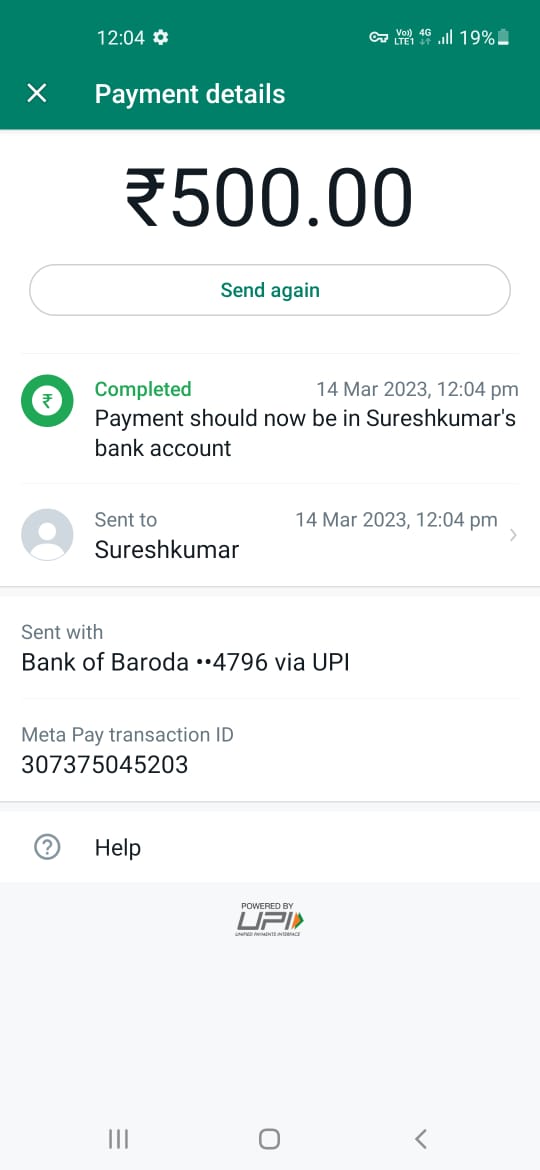 12:04
Vo) 4G
LTE1 ↓↑ 19%
Payment details
₹500.00
Send again
Completed 14 Mar 2023, 12:04 pm
Payment should now be in Sureshkumar's
bank account
Sent to 14 Mar 2023, 12:04 pm
Sureshkumar
Sent with
Bank of Baroda ••4796 via UPI
Meta Pay transaction ID
307375045203
Help
POWERED BY
UPI
UNIFIED PAYMENTS INTERFACE